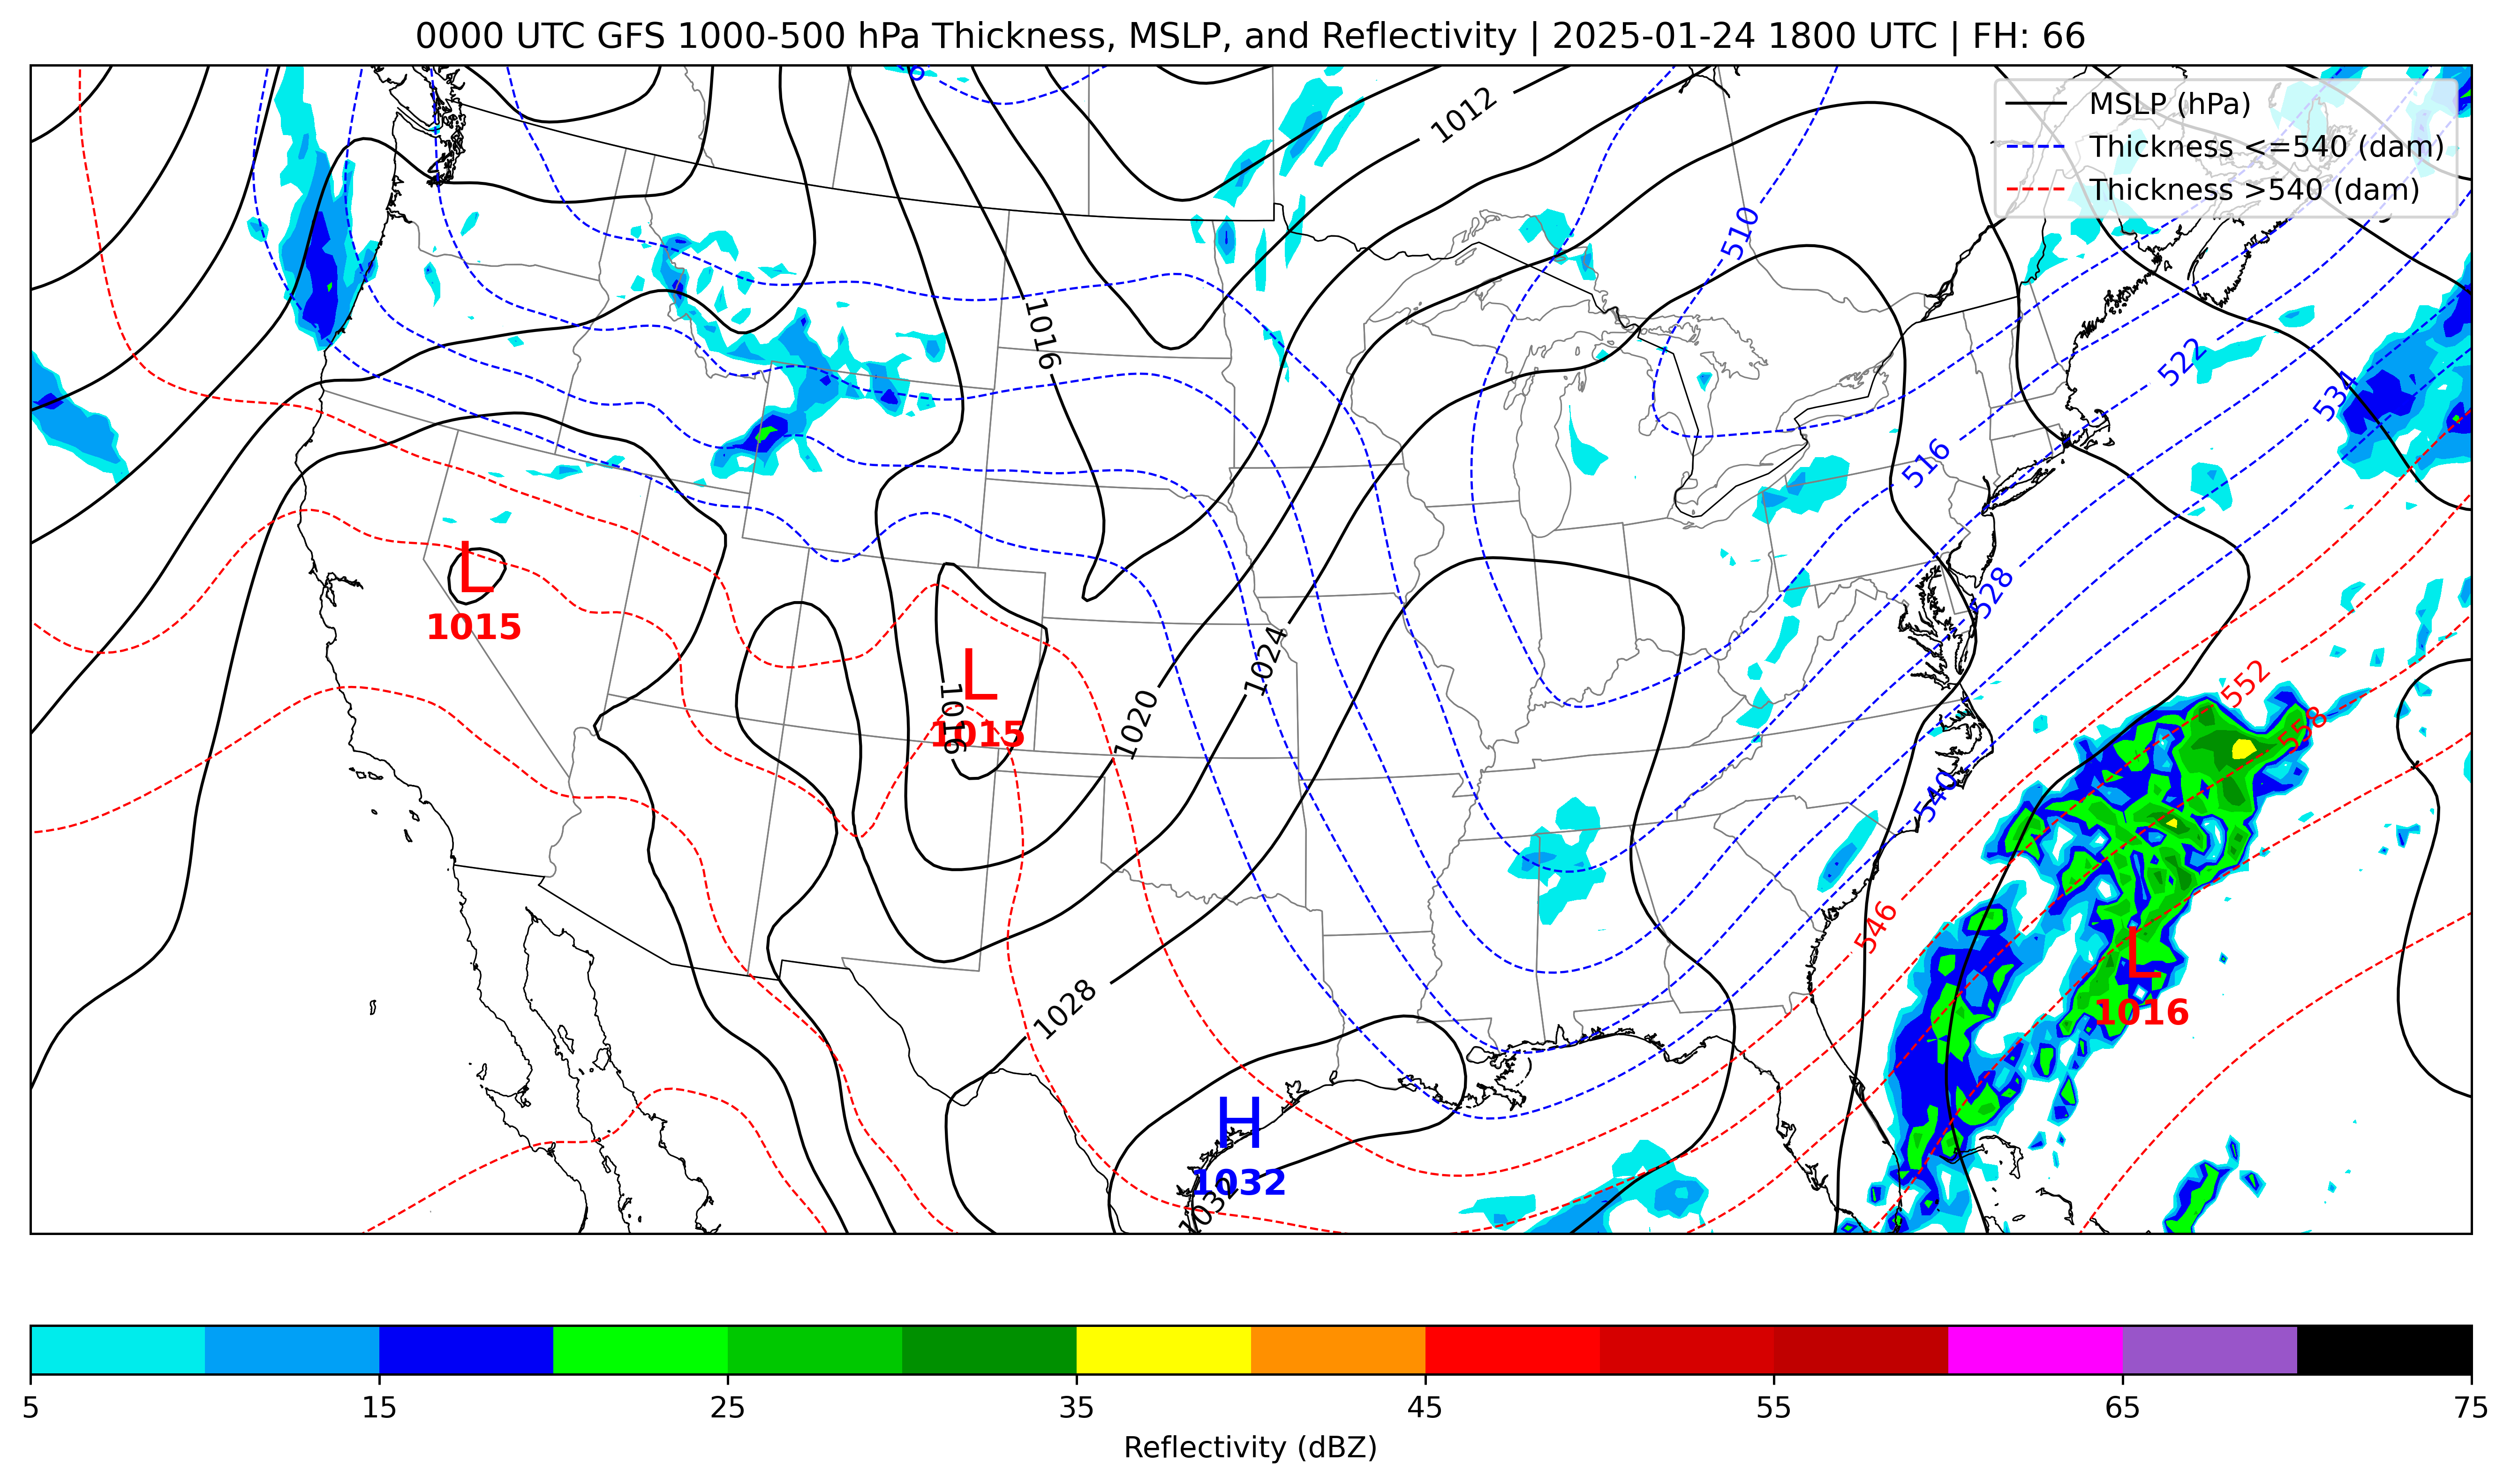 0000 UTC GFS 1000-500 hPa Thickness, MSLP, and Reflectivity | 2025-01-24 1800 UTC | FH: 66
MSLP (hPa)
Thickness <=540 (dam)
Thickness >540 (dam)
1012
510
1016
522
534
516
528
L
1015
1024
L
1016
1015
1020
552
558
540
546
L
1016
1028
H
1032
1032
5 15 25 35 45 55 65 75
Reflectivity (dBZ)